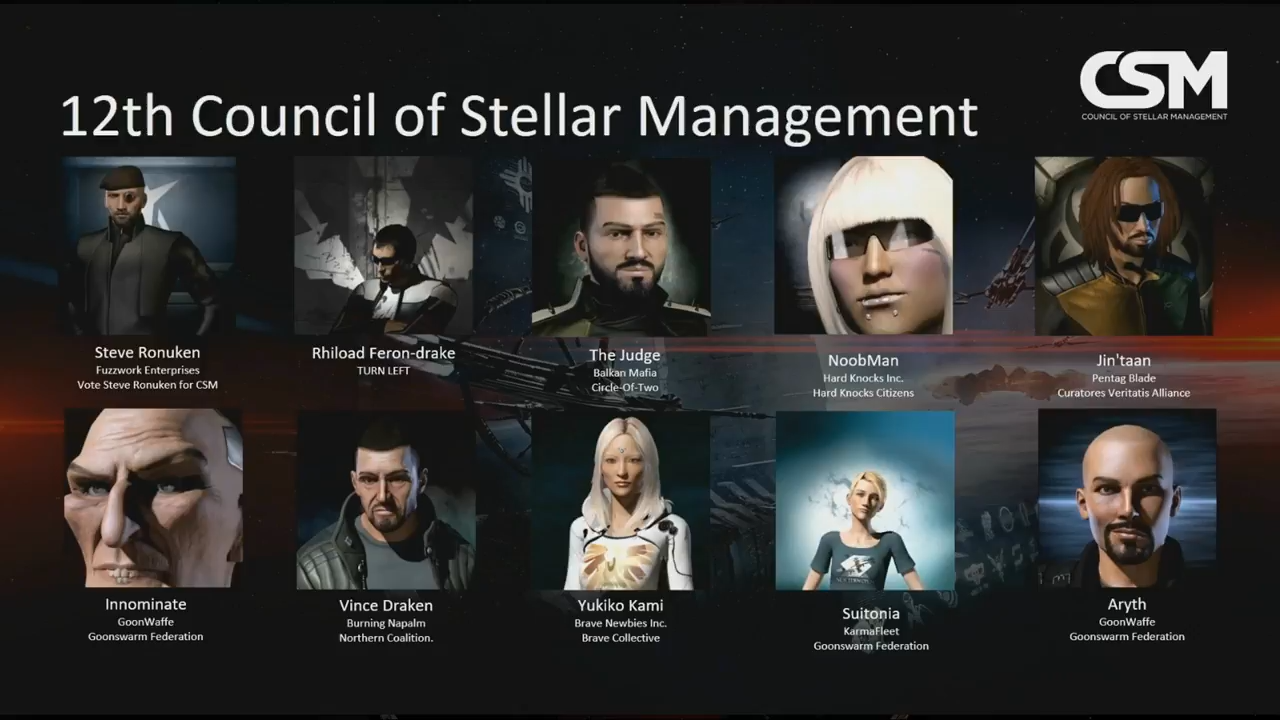 CSM
COUNCIL OF STELLAR MANAGEMENT
12th Council of Stellar Management
Steve Ronuken
Fuzzwork Enterprises
Vote Steve Ronuken for CSM
Rhiload Feron-drake
TURN LEFT
The Judge
Balkan Mafia
Circle-Of-Two
NoobMan
Hard Knocks Inc.
Hard Knocks Citizens
Jin'taan
Pentag Blade
Curatores Veritatis Alliance
Innominate
GoonWaffe
Goonswarm Federation
Vince Draken
Burning Napalm
Northern Coalition.
Yukiko Kami
Brave Newbies Inc.
Brave Collective
Suitonia
KarmaFleet
Goonswarm Federation
Aryth
GoonWaffe
Goonswarm Federation